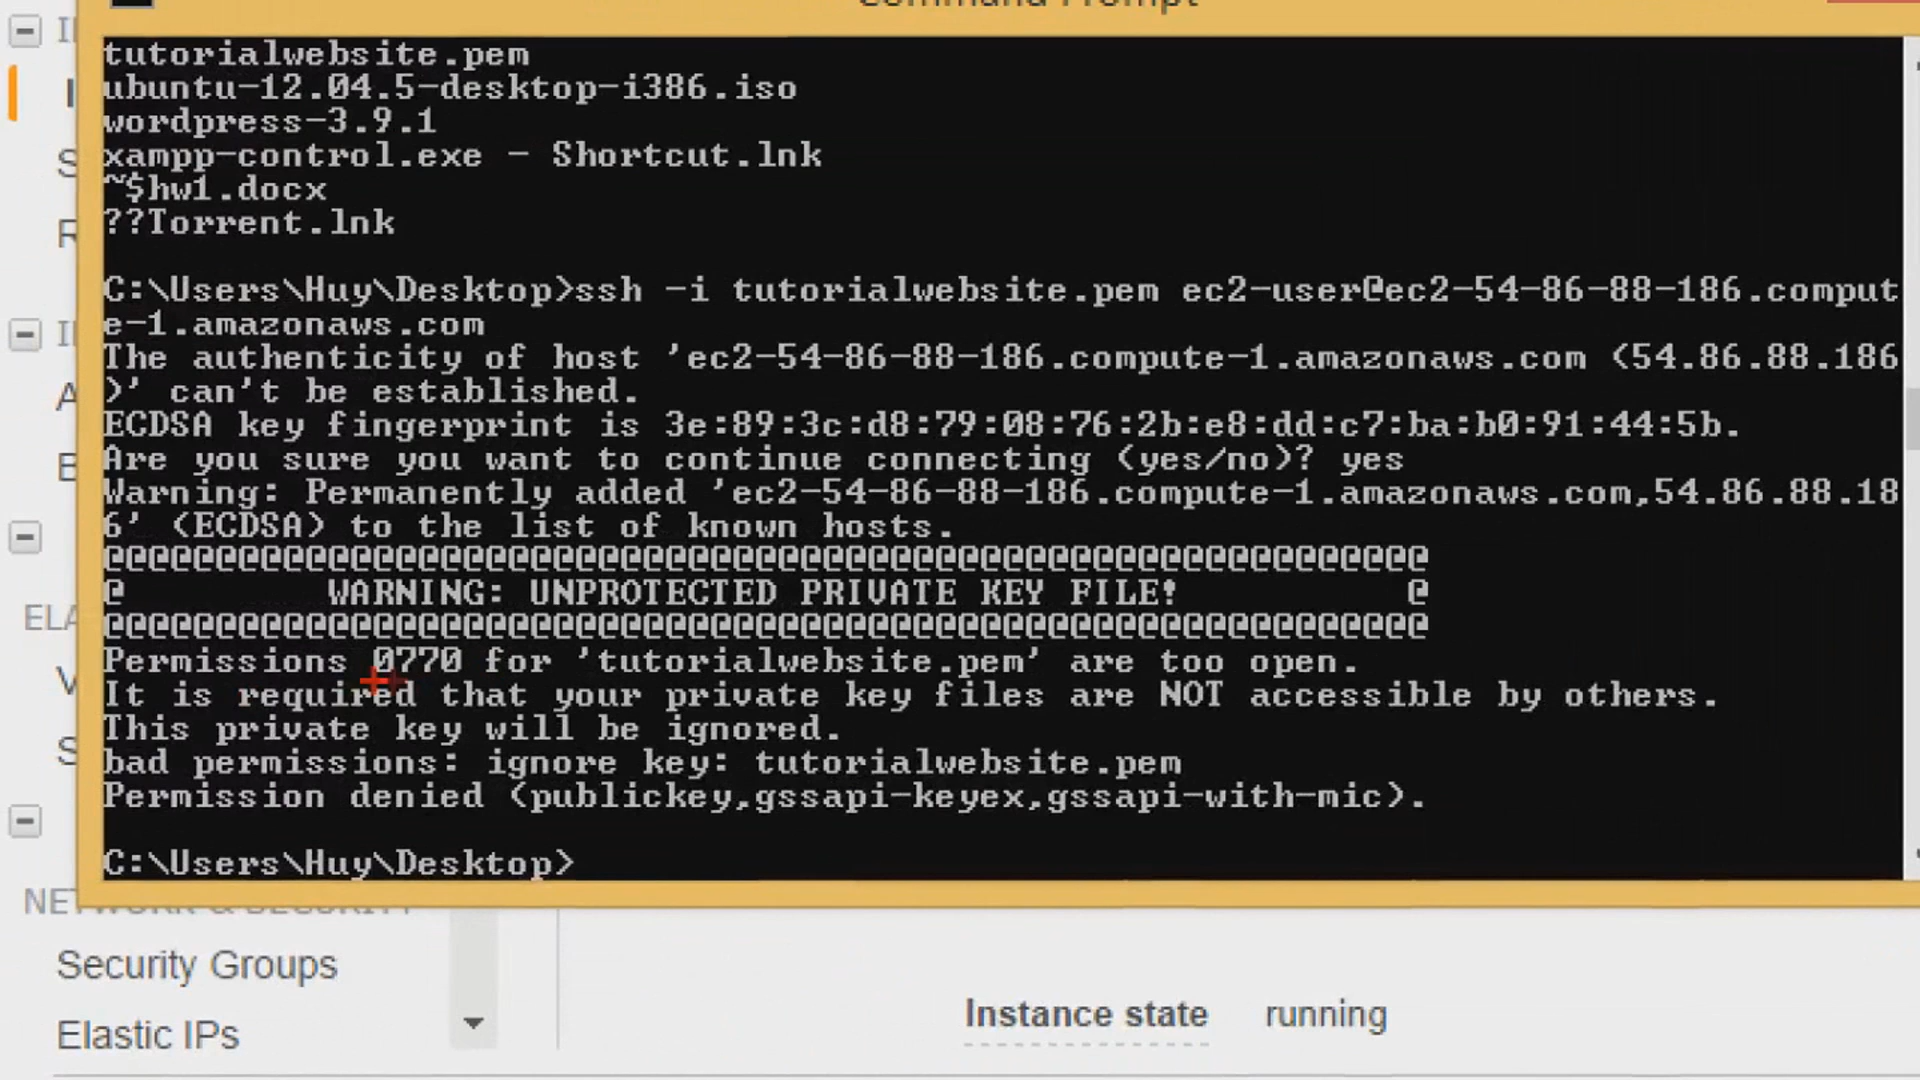 Command Prompt
tutorialwebsite.pem
ubuntu-12.04.5-desktop-i386.iso
wordpress-3.9.1
xampp-control.exe - Shortcut.lnk
~$hw1.docx
??Torrent.lnk
C:\Users\Huy\Desktop>ssh -i tutorialwebsite.pem ec2-user@ec2-54-86-88-186.comput
e-1.amazonaws.com
The authenticity of host 'ec2-54-86-88-186.compute-1.amazonaws.com (54.86.88.186
)' can't be established.
ECDSA key fingerprint is 3e:89:3c:d8:79:08:76:2b:e8:dd:c7:ba:b0:91:44:5b.
Are you sure you want to continue connecting (yes/no)? yes
Warning: Permanently added 'ec2-54-86-88-186.compute-1.amazonaws.com,54.86.88.18
6' (ECDSA) to the list of known hosts.
@@@@@@@@@@@@@@@@@@@@@@@@@@@@@@@@@@@@@@@@@@@@@@@@@@@@@@@@@@@
@         WARNING: UNPROTECTED PRIVATE KEY FILE!          @
@@@@@@@@@@@@@@@@@@@@@@@@@@@@@@@@@@@@@@@@@@@@@@@@@@@@@@@@@@@
Permissions 0770 for 'tutorialwebsite.pem' are too open.
It is required that your private key files are NOT accessible by others.
This private key will be ignored.
bad permissions: ignore key: tutorialwebsite.pem
Permission denied (publickey,gssapi-keyex,gssapi-with-mic).
C:\Users\Huy\Desktop>
NETWORK & SECURITY
Security Groups
Elastic IPs
Instance state running